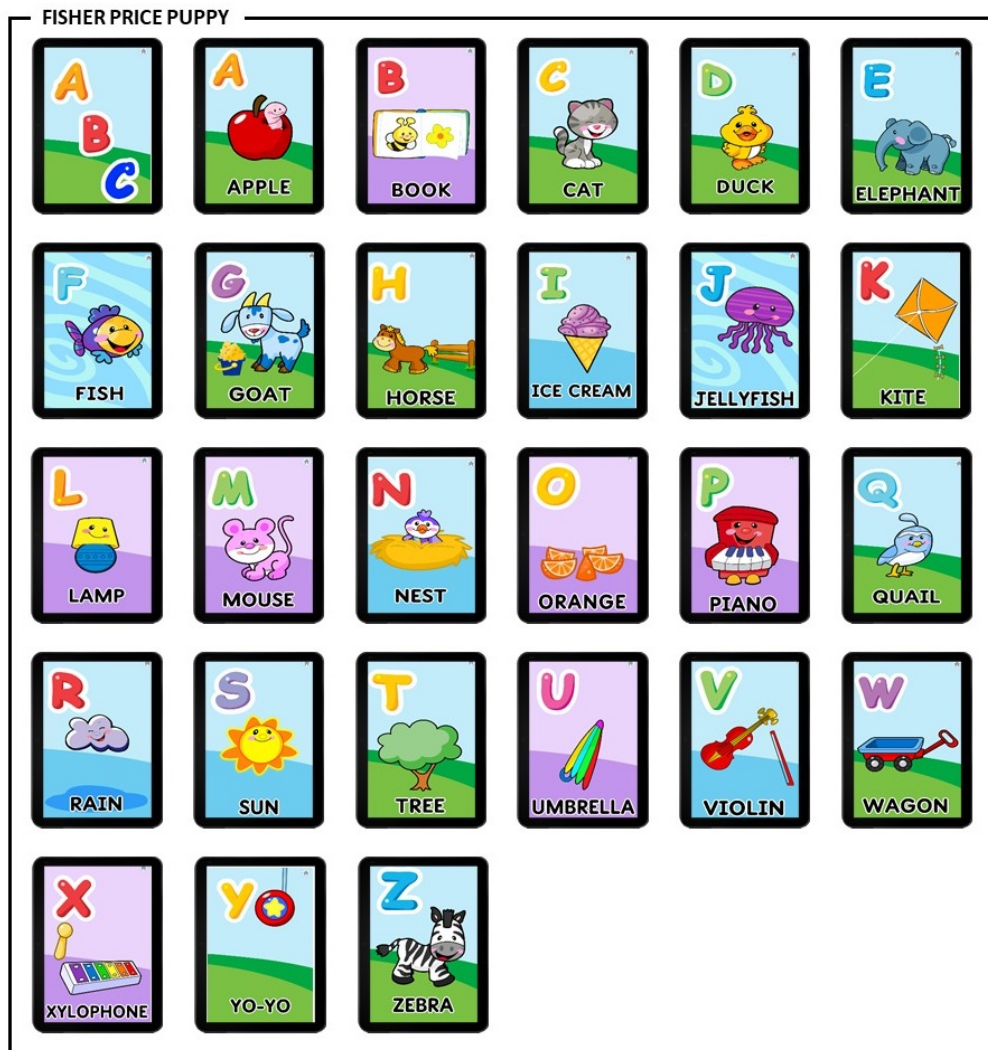 FISHER PRICE PUPPY
A
B
C
A
APPLE
B
BOOK
C
CAT
D
DUCK
E
ELEPHANT
F
FISH
G
GOAT
H
HORSE
I
ICE CREAM
J
JELLYFISH
K
KITE
L
LAMP
M
MOUSE
N
NEST
O
ORANGE
P
PIANO
Q
QUAIL
R
RAIN
S
SUN
T
TREE
U
UMBRELLA
V
VIOLIN
W
WAGON
X
XYLOPHONE
Y
YO-YO
Z
ZEBRA